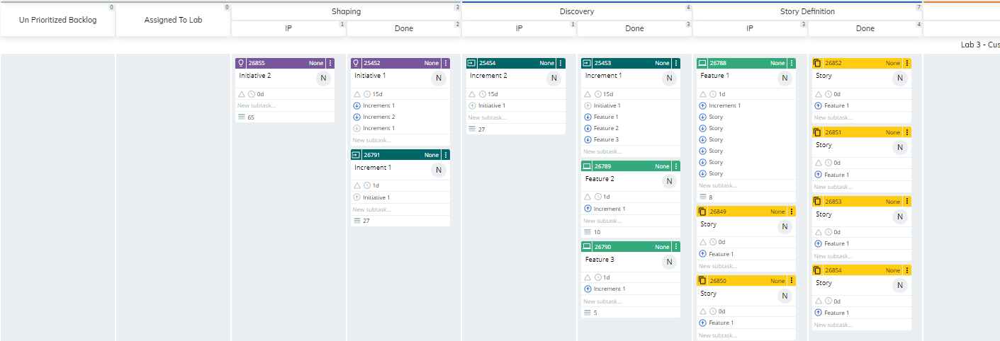 Un Prioritized Backlog
0
Assigned To Lab
0
Shaping
3
Discovery
4
Story Definition
7
IP
1
Done
2
IP
1
Done
3
IP
3
Done
4
Lab 3 - Cus
26855 None
Initiative 2
N
0d
New subtask...
65
25452 None
Initiative 1
N
15d
Increment 1
Increment 2
Increment 1
New subtask...
26791 None
Increment 1
N
1d
Initiative 1
New subtask...
27
25454 None
Increment 2
N
15d
Initiative 1
New subtask...
27
25453 None
Increment 1
N
15d
Initiative 1
Feature 1
Feature 2
Feature 3
New subtask...
26789 None
Feature 2
N
1d
Increment 1
New subtask...
10
26790 None
Feature 3
N
1d
Increment 1
New subtask...
5
26788 None
Feature 1
N
1d
Increment 1
Story
Story
Story
Story
Story
Story
New subtask...
8
26849 None
Story
N
0d
Feature 1
New subtask...
26850 None
Story
N
0d
Feature 1
New subtask...
26852 None
Story
N
0d
Feature 1
New subtask...
26851 None
Story
N
0d
Feature 1
New subtask...
26853 None
Story
N
0d
Feature 1
New subtask...
26854 None
Story
N
0d
Feature 1
New subtask...